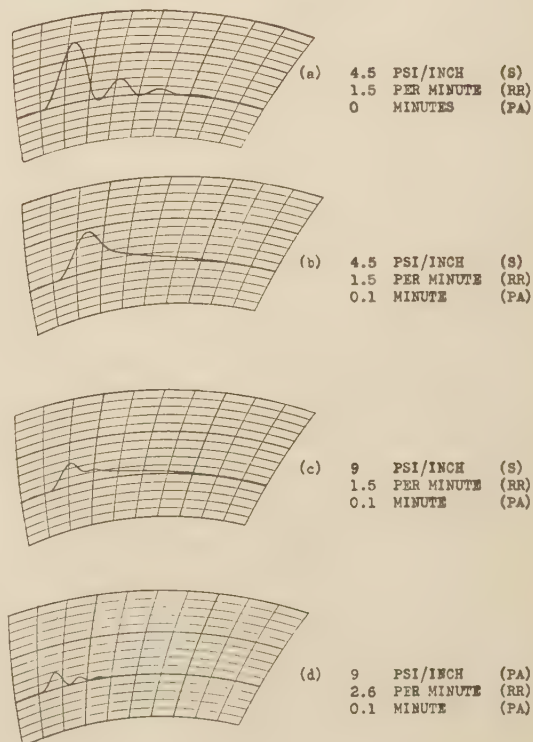 (a) 4.5 PSI/INCH (S)
1.5 PER MINUTE (RR)
0 MINUTES (PA)
(b) 4.5 PSI/INCH (S)
1.5 PER MINUTE (RR)
0.1 MINUTE (PA)
(c) 9 PSI/INCH (S)
1.5 PER MINUTE (RR)
0.1 MINUTE (PA)
(d) 9 PSI/INCH (PA)
2.6 PER MINUTE (RR)
0.1 MINUTE (PA)